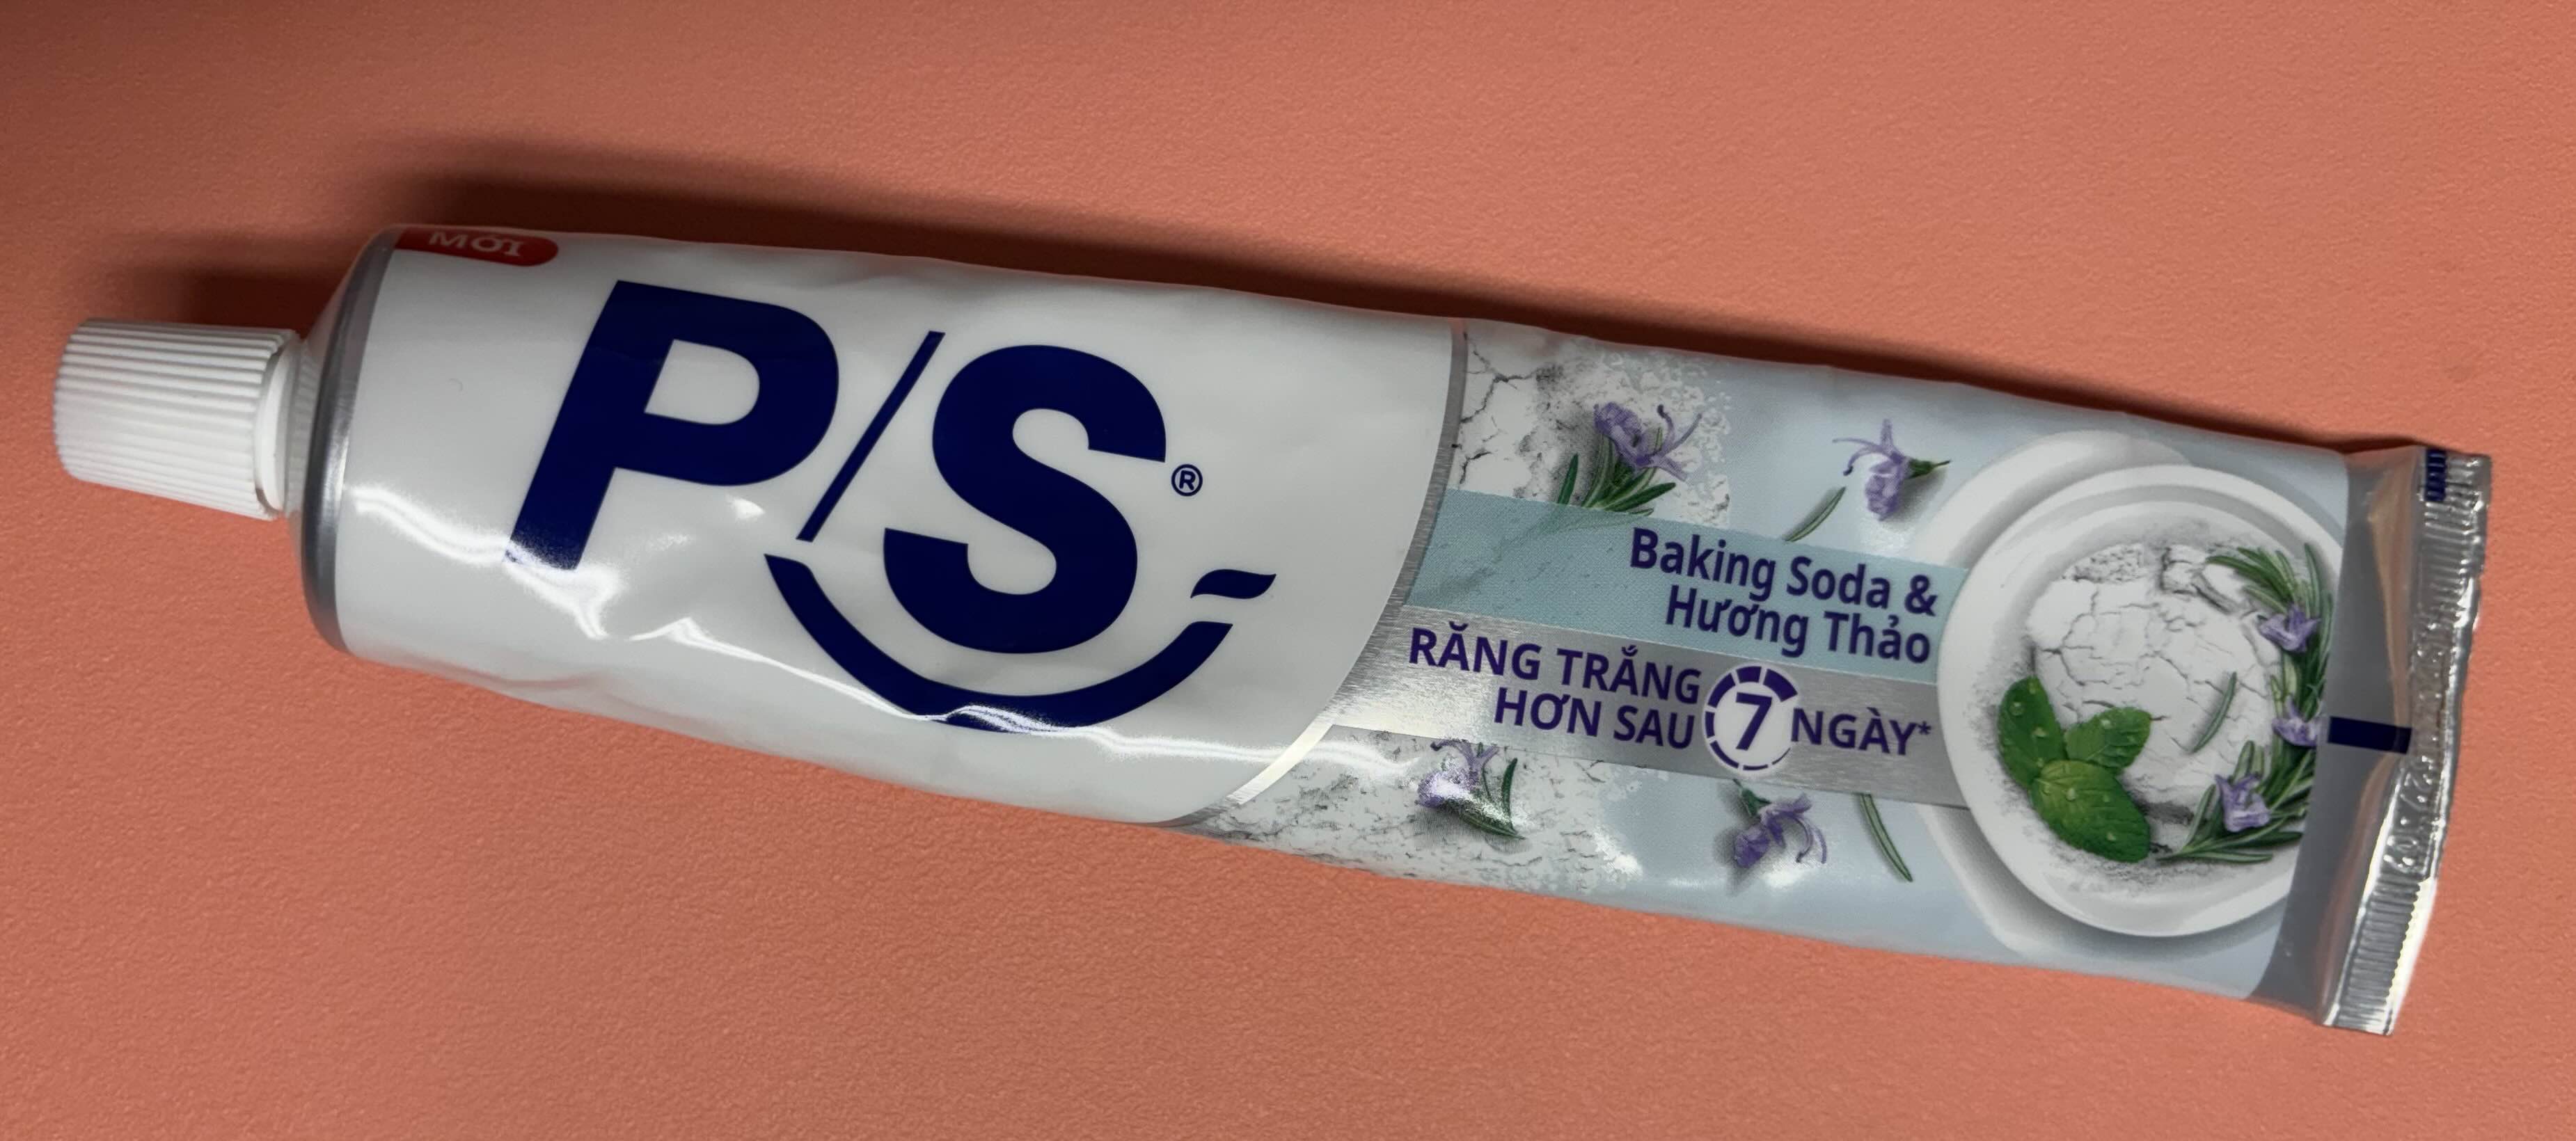 MỚI
P/S®
Baking Soda &
Hương Thảo
RĂNG TRẮNG
HƠN SAU 7 NGÀY*